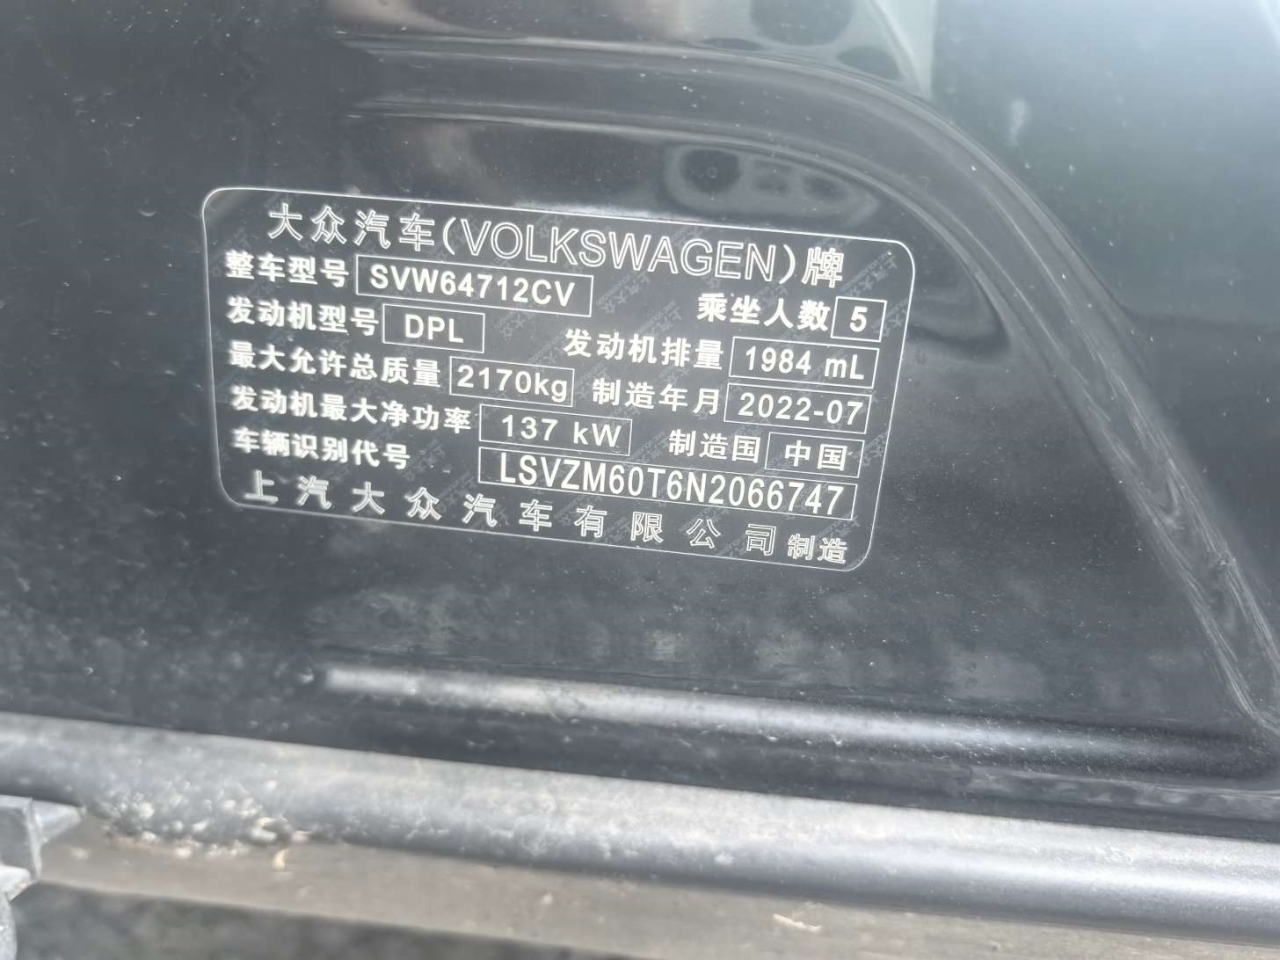 大众汽车(VOLKSWAGEN)牌
整车型号 SVW64712CV 乘坐人数 5
发动机型号 DPL 发动机排量 1984 mL
最大允许总质量 2170kg 制造年月 2022-07
发动机最大净功率 137 kW 制造国 中国
车辆识别代号 LSVZM60T6N2066747
上汽大众汽车有限公司制造